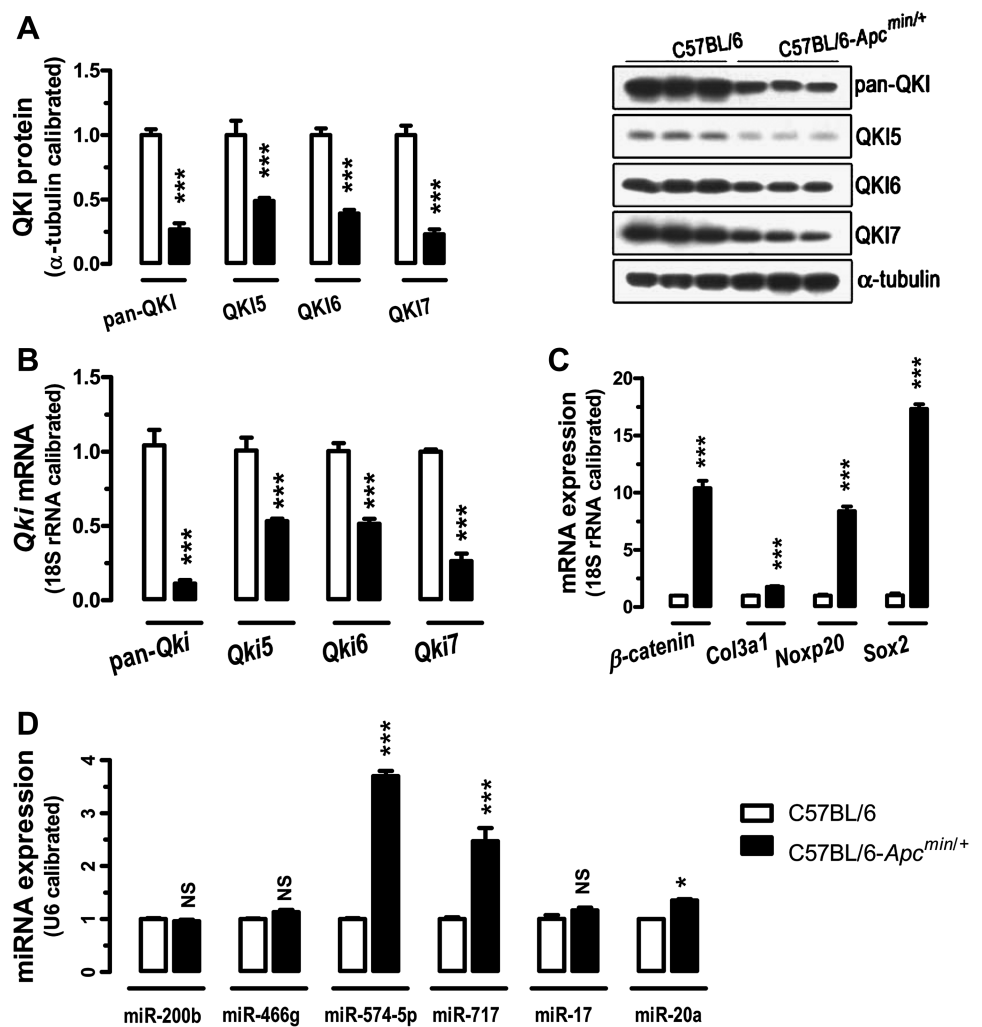 A
QKI protein
(α-tubulin calibrated)
1.5
1.0
0.5
0.0
***
***
***
***
pan-QKI
QKI5
QKI6
QKI7
C57BL/6
C57BL/6-Apcmin/+
pan-QKI
QKI5
QKI6
QKI7
α-tubulin
B
Qki mRNA
(18S rRNA calibrated)
1.5
1.0
0.5
0.0
***
***
***
***
pan-Qki
Qki5
Qki6
Qki7
C
mRNA expression
(18S rRNA calibrated)
20
15
10
5
0
***
***
***
***
β-catenin
Col3a1
Noxp20
Sox2
D
miRNA expression
(U6 calibrated)
4
3
2
1
0
NS
NS
***
***
NS
*
miR-200b
miR-466g
miR-574-5p
miR-717
miR-17
miR-20a
C57BL/6
C57BL/6-Apcmin/+